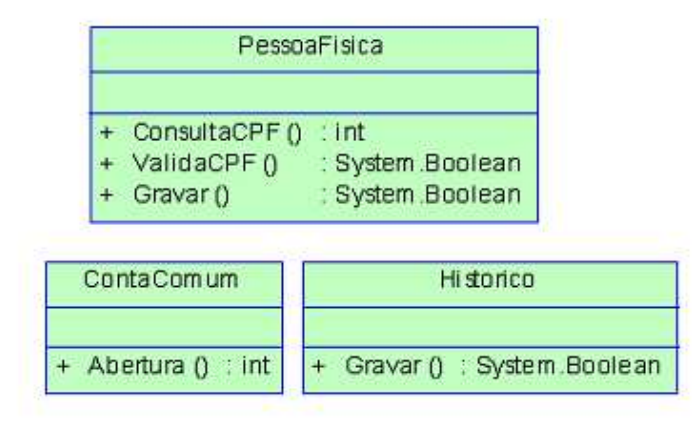 PessoaFisica
+ ConsultaCPF () : int
+ ValidaCPF () : System.Boolean
+ Gravar () : System.Boolean
ContaComum
+ Abertura () : int
Historico
+ Gravar () : System.Boolean